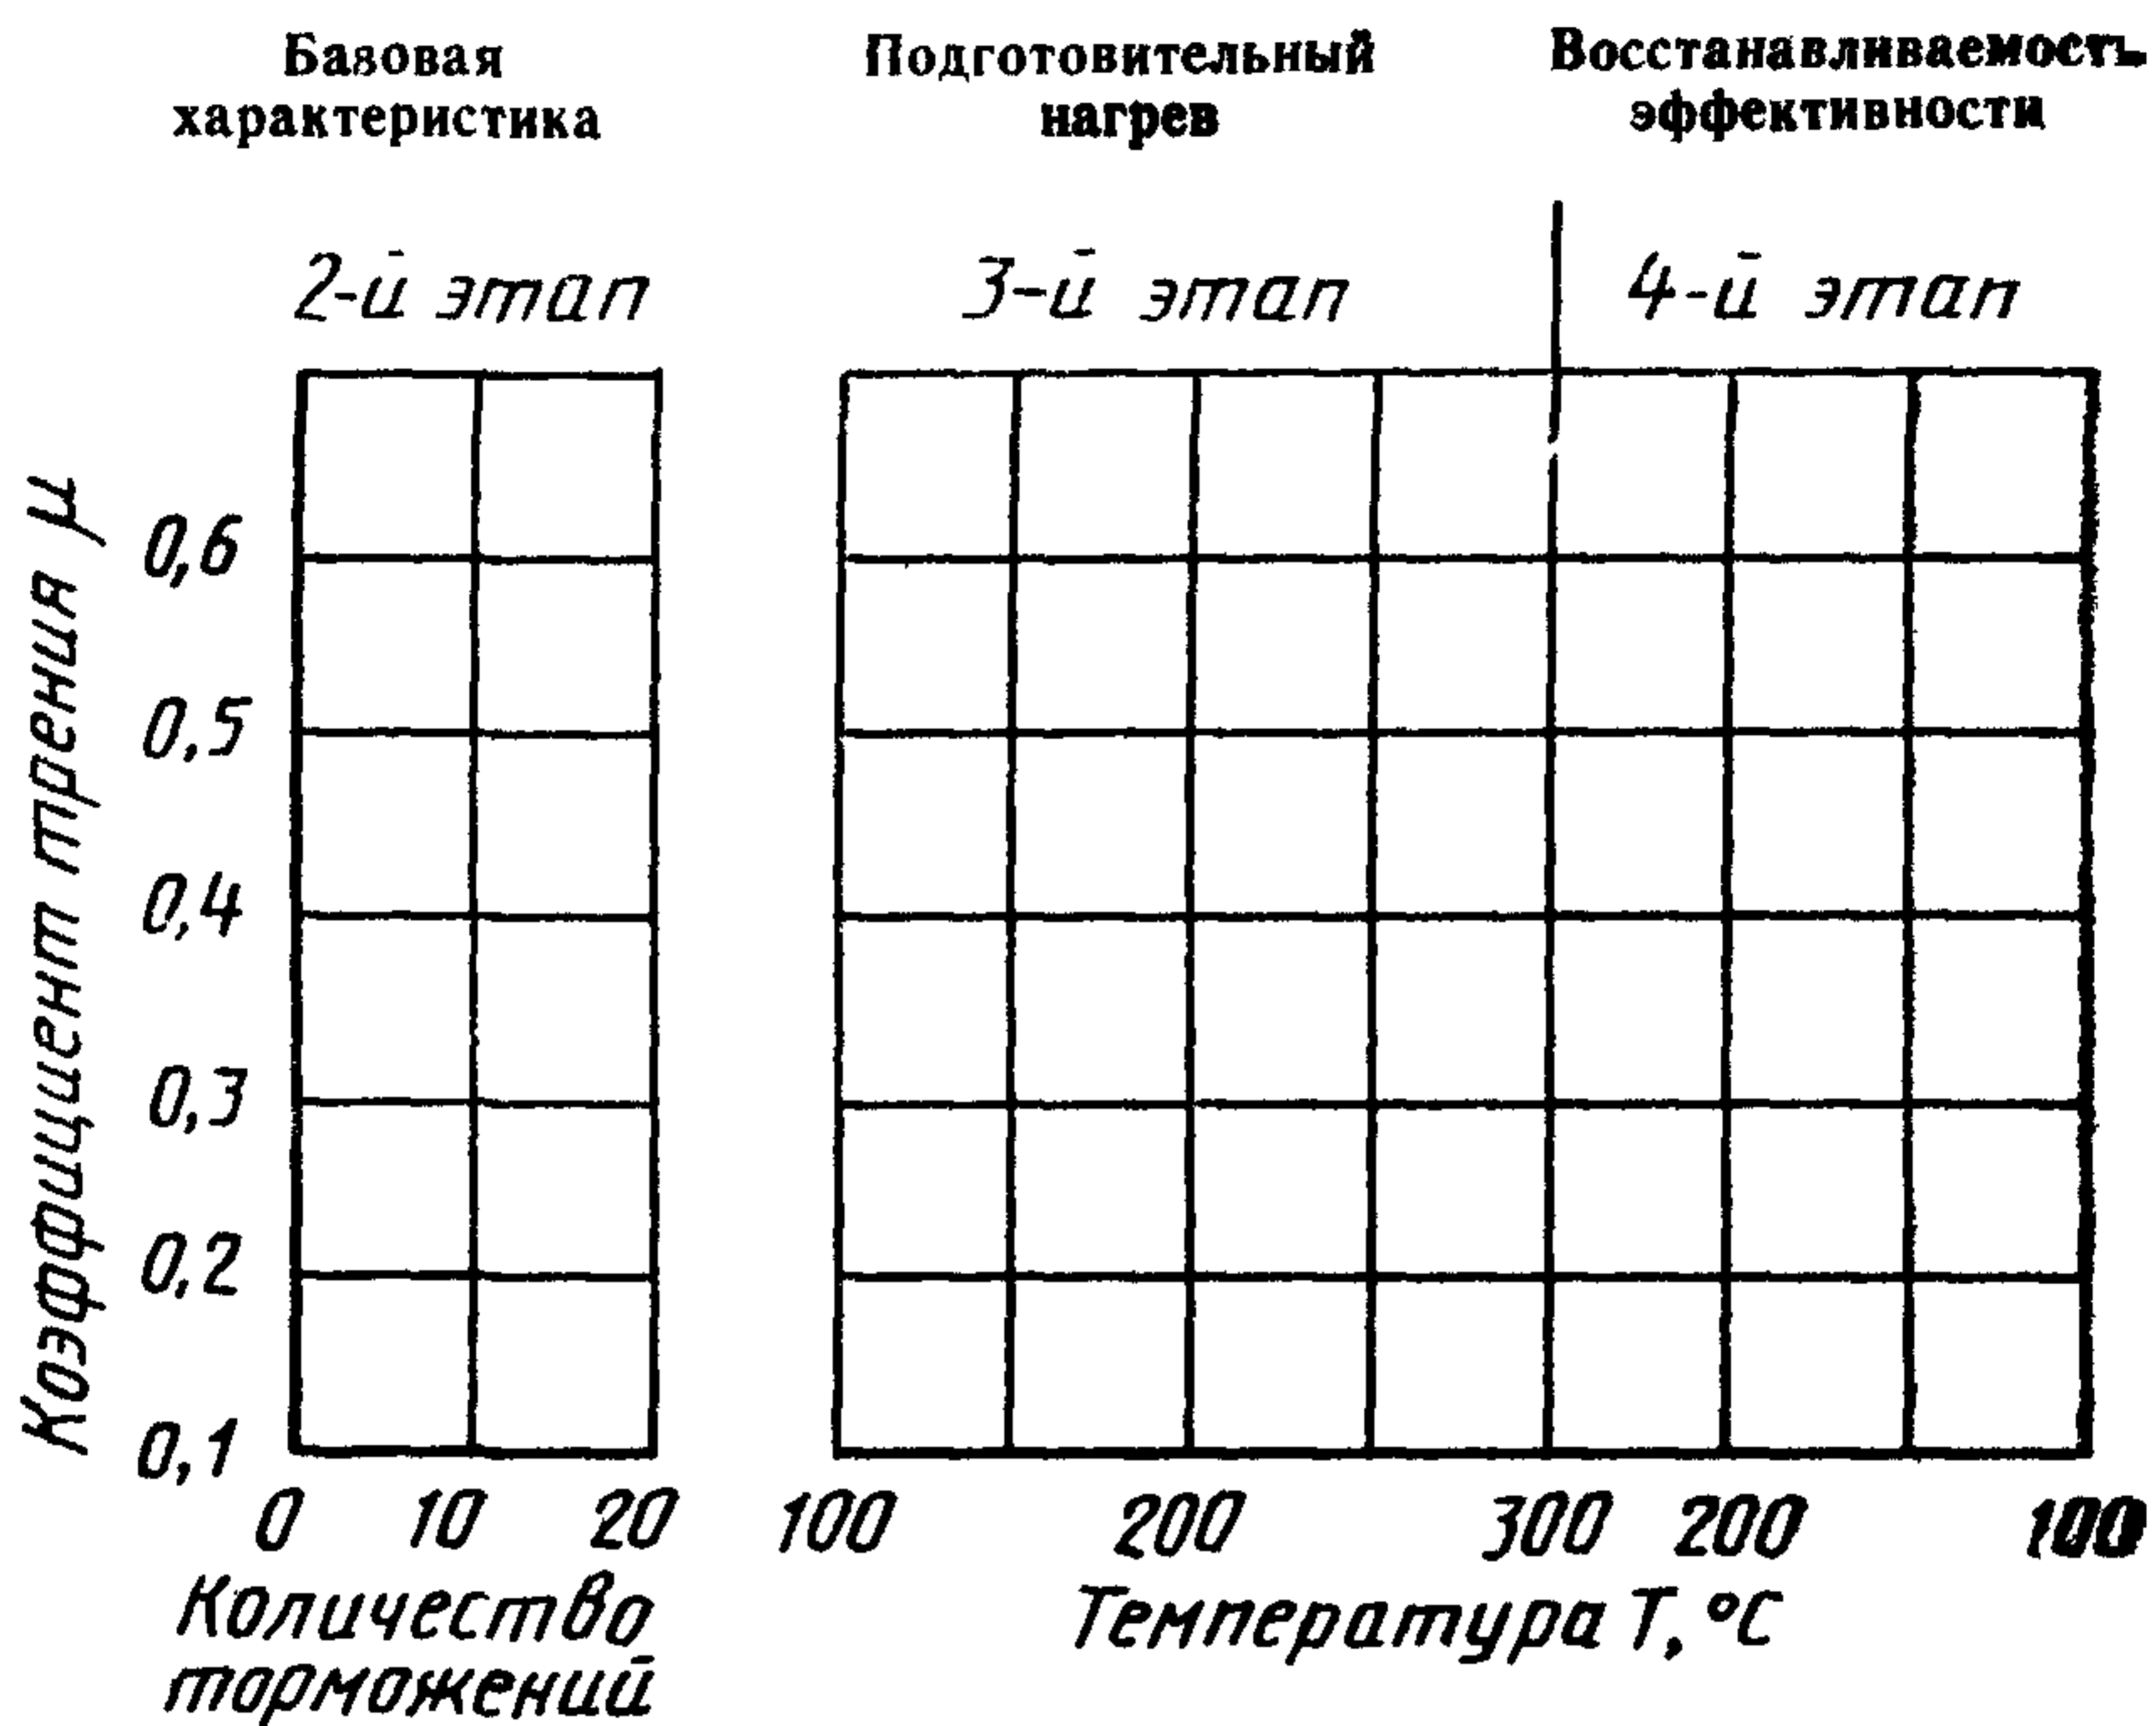 Базовая
характеристика
Подготовительный
нагрев
Восстанавливаемость
эффективности
2-й этап
3-й этап
4-й этап
Коэффициент трения μ
0,6
0,5
0,4
0,3
0,2
0,1
0 10 20
100 200 300 200 100
Количество
торможений
Температура T, °C